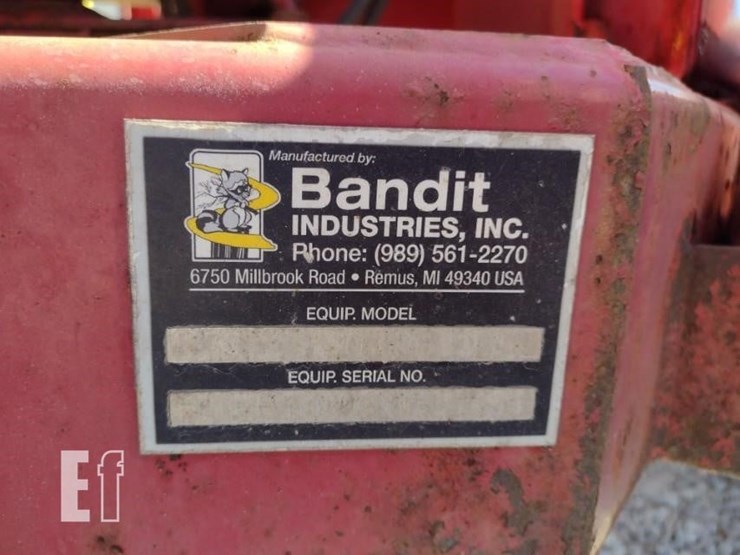 Manufactured by:
Bandit
INDUSTRIES, INC.
Phone: (989) 561-2270
6750 Millbrook Road • Remus, MI 49340 USA
EQUIP. MODEL
EQUIP. SERIAL NO.
Ef